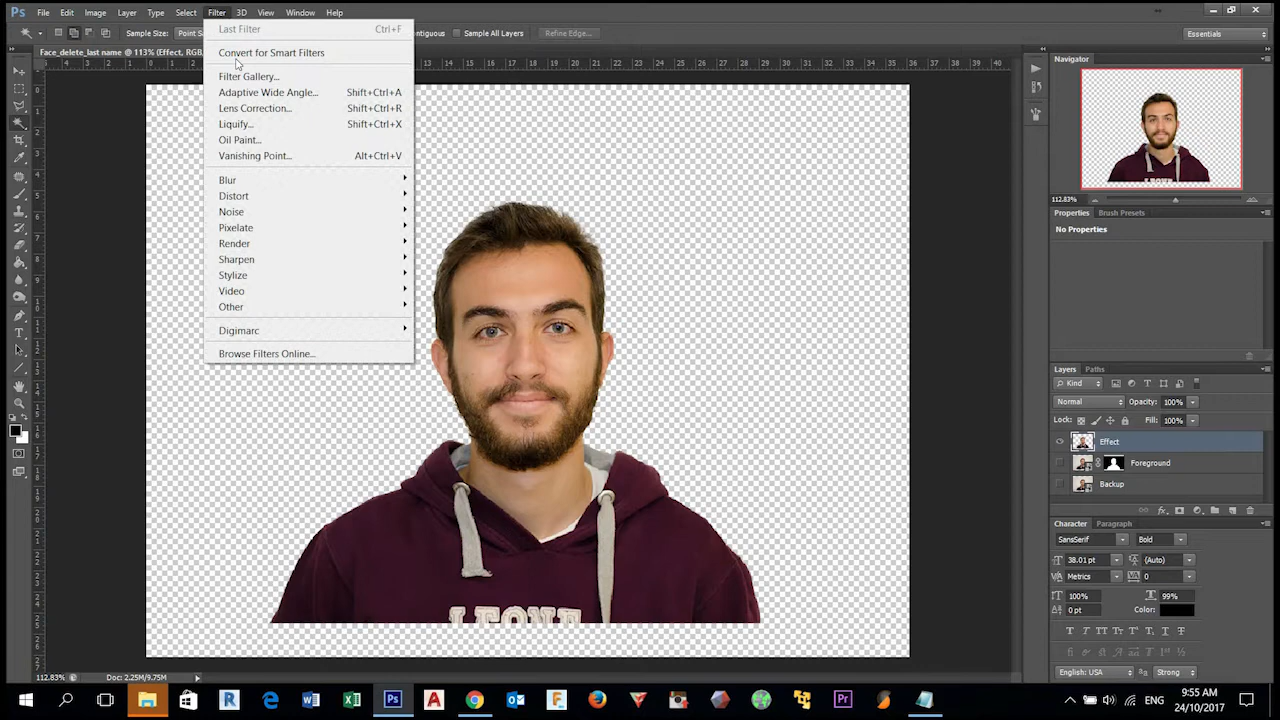 Ps File Edit Image Layer Type Select Filter 3D View Window Help
Sample Size: Point Sa
Contiguous Sample All Layers Refine Edge... Essentials
Face_delete_last name @ 113% (Effect, RGB
Last Filter Ctrl+F
Convert for Smart Filters
Filter Gallery...
Adaptive Wide Angle... Shift+Ctrl+A
Lens Correction... Shift+Ctrl+R
Liquify... Shift+Ctrl+X
Oil Paint...
Vanishing Point... Alt+Ctrl+V
Blur
Distort
Noise
Pixelate
Render
Sharpen
Stylize
Video
Other
Digimarc
Browse Filters Online...
LEONE
Navigator
LEONE
112.83%
Properties Brush Presets
No Properties
Layers Paths
Kind
Normal Opacity: 100%
Lock: Fill: 100%
Effect
Foreground
Backup
Character Paragraph
SansSerif Bold
38.01 pt (Auto)
Metrics 0
100% 99%
0 pt Color:
English: USA Strong
112.83% Doc: 2.25M/9.75M
ENG
9:55 AM
24/10/2017